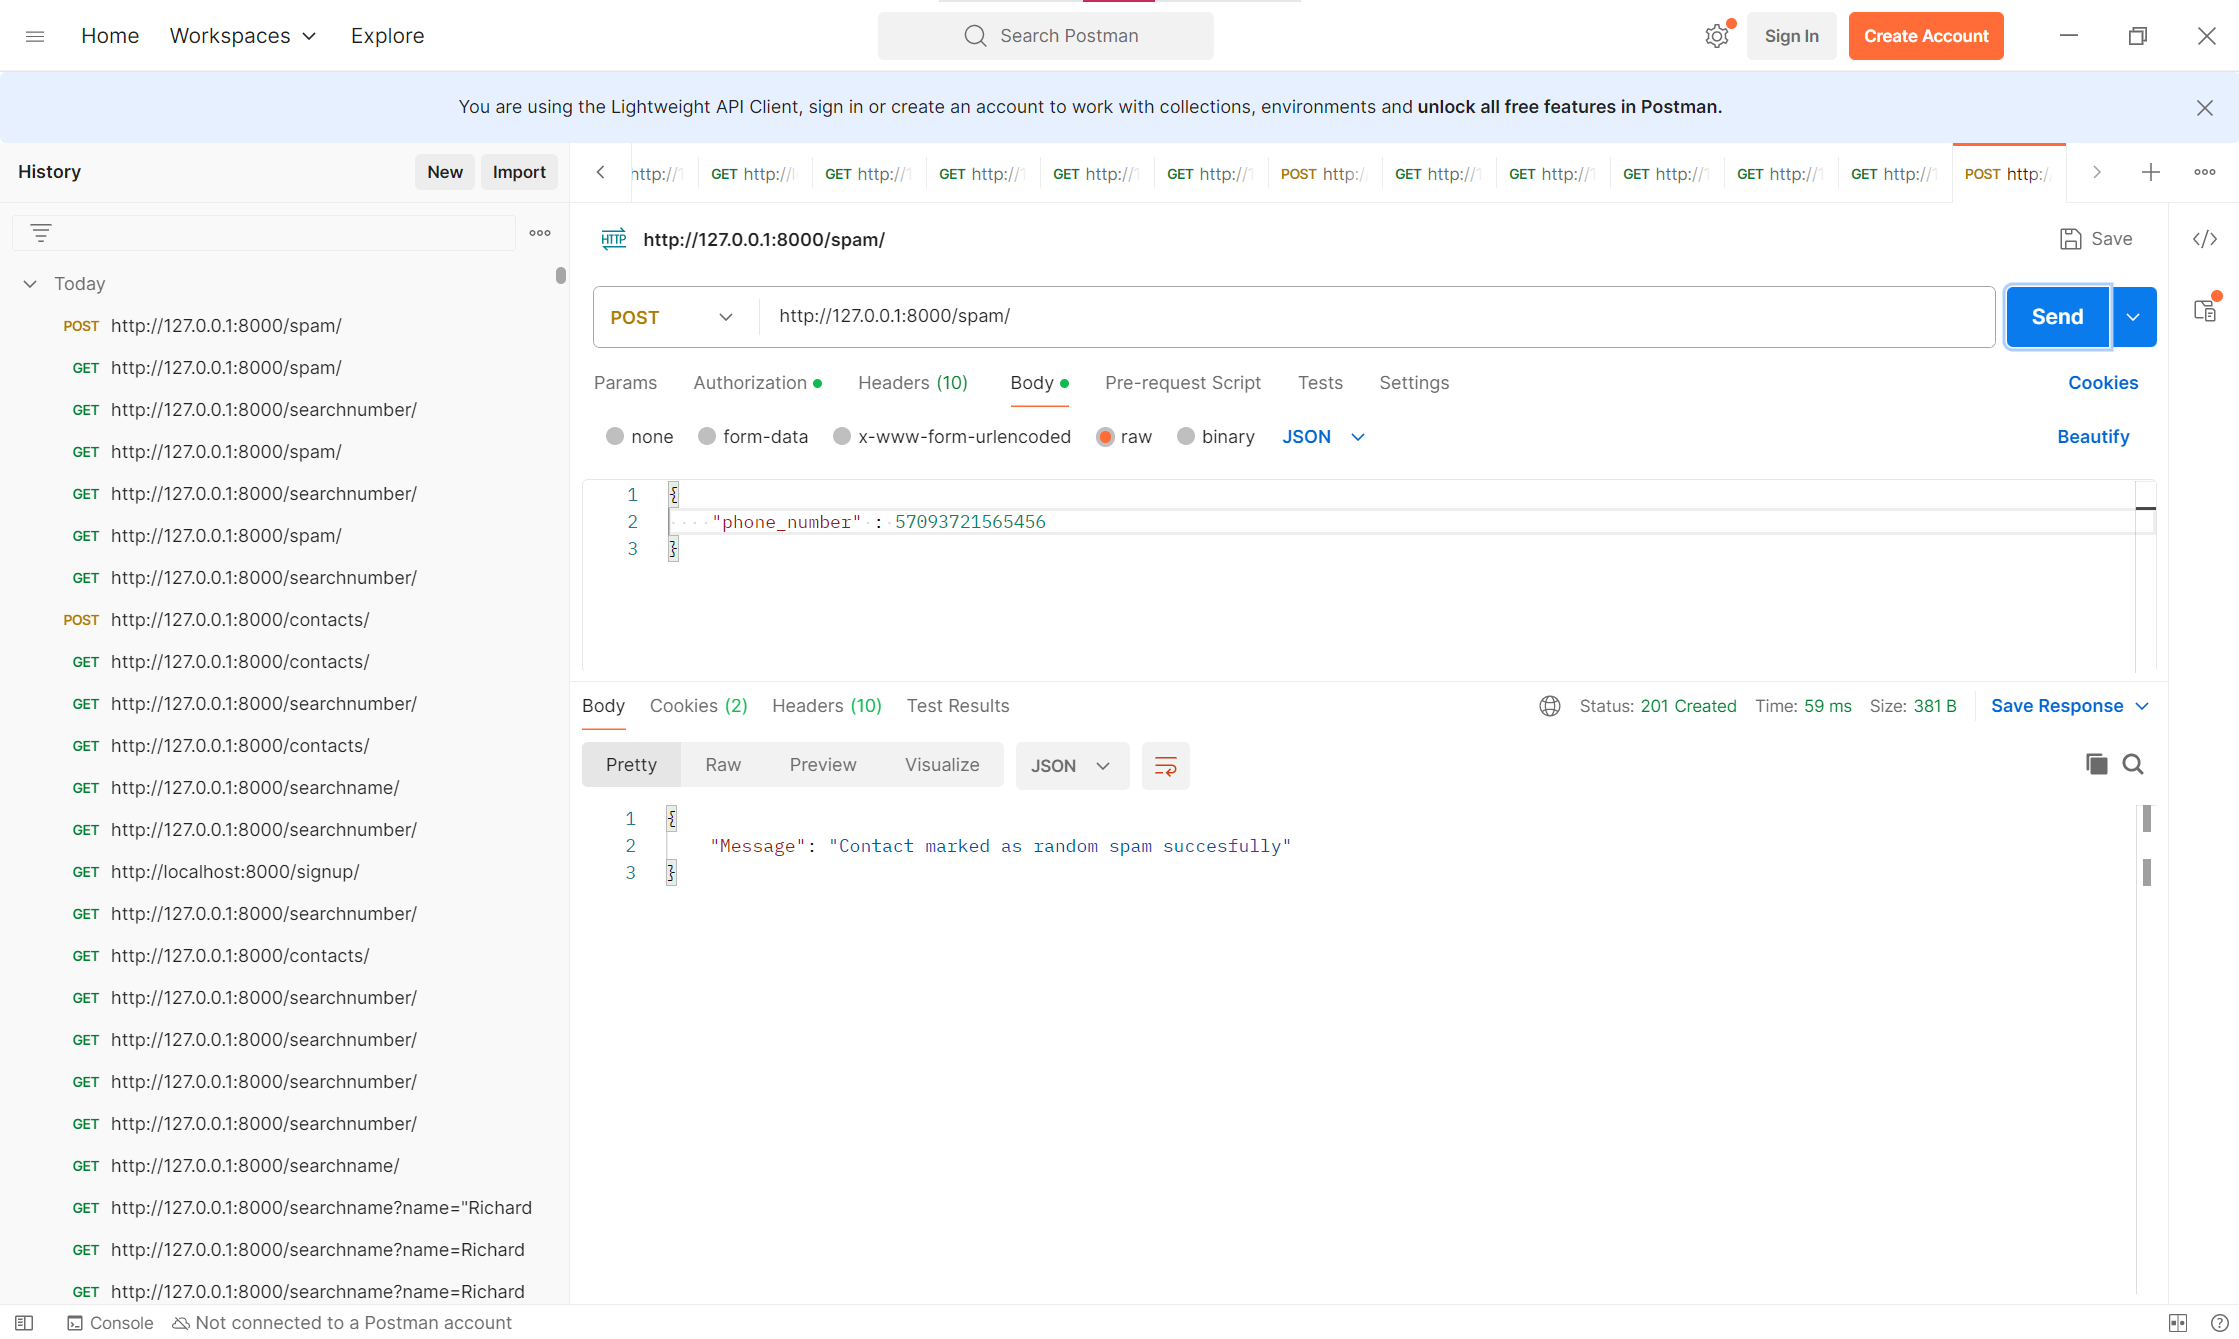 Home Workspaces Explore Search Postman Sign In Create Account
You are using the Lightweight API Client, sign in or create an account to work with collections, environments and unlock all free features in Postman.
History New Import
GET http:// GET http:// GET http:// GET http:// GET http:// POST http:/ GET http:// GET http:// GET http:// GET http:// GET http:// POST http:/
HTTP http://127.0.0.1:8000/spam/ Save
Today
POST http://127.0.0.1:8000/spam/
GET http://127.0.0.1:8000/spam/
GET http://127.0.0.1:8000/searchnumber/
GET http://127.0.0.1:8000/spam/
GET http://127.0.0.1:8000/searchnumber/
GET http://127.0.0.1:8000/spam/
GET http://127.0.0.1:8000/searchnumber/
POST http://127.0.0.1:8000/contacts/
GET http://127.0.0.1:8000/contacts/
GET http://127.0.0.1:8000/searchnumber/
GET http://127.0.0.1:8000/contacts/
GET http://127.0.0.1:8000/searchname/
GET http://127.0.0.1:8000/searchnumber/
GET http://localhost:8000/signup/
GET http://127.0.0.1:8000/searchnumber/
GET http://127.0.0.1:8000/contacts/
GET http://127.0.0.1:8000/searchnumber/
GET http://127.0.0.1:8000/searchnumber/
GET http://127.0.0.1:8000/searchnumber/
GET http://127.0.0.1:8000/searchnumber/
GET http://127.0.0.1:8000/searchname/
GET http://127.0.0.1:8000/searchname?name="Richard
GET http://127.0.0.1:8000/searchname?name=Richard
GET http://127.0.0.1:8000/searchname?name=Richard
POST http://127.0.0.1:8000/spam/ Send
Params Authorization Headers (10) Body Pre-request Script Tests Settings Cookies
none form-data x-www-form-urlencoded raw binary JSON Beautify
1 {
2 "phone_number" : 57093721565456
3 }
Body Cookies (2) Headers (10) Test Results Status: 201 Created Time: 59 ms Size: 381 B Save Response
Pretty Raw Preview Visualize JSON
1 {
2 "Message": "Contact marked as random spam succesfully"
3 }
Console Not connected to a Postman account